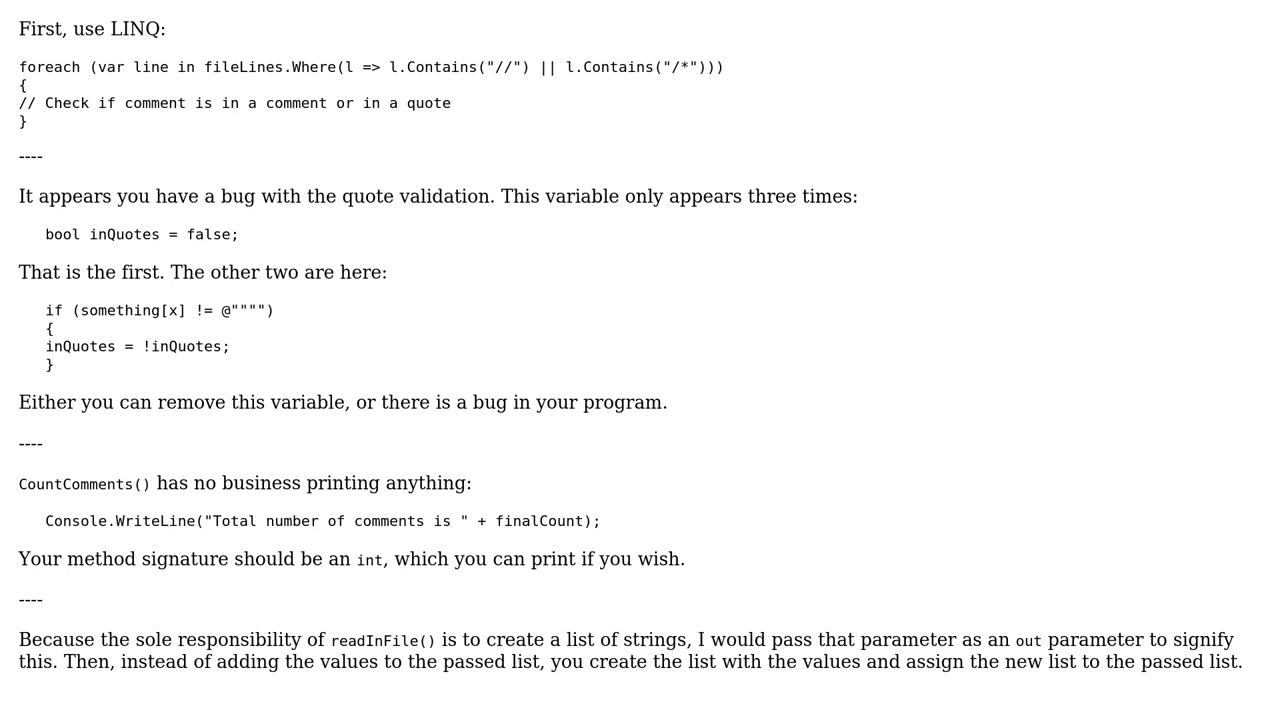 First, use LINQ:
foreach (var line in fileLines.Where(l => l.Contains("//") || l.Contains("/*")))
{
// Check if comment is in a comment or in a quote
}
----
It appears you have a bug with the quote validation. This variable only appears three times:
bool inQuotes = false;
That is the first. The other two are here:
if (something[x] != @"""")
{
inQuotes = !inQuotes;
}
Either you can remove this variable, or there is a bug in your program.
----
CountComments() has no business printing anything:
Console.WriteLine("Total number of comments is " + finalCount);
Your method signature should be an int, which you can print if you wish.
----
Because the sole responsibility of readInFile() is to create a list of strings, I would pass that parameter as an out parameter to signify
this. Then, instead of adding the values to the passed list, you create the list with the values and assign the new list to the passed list.